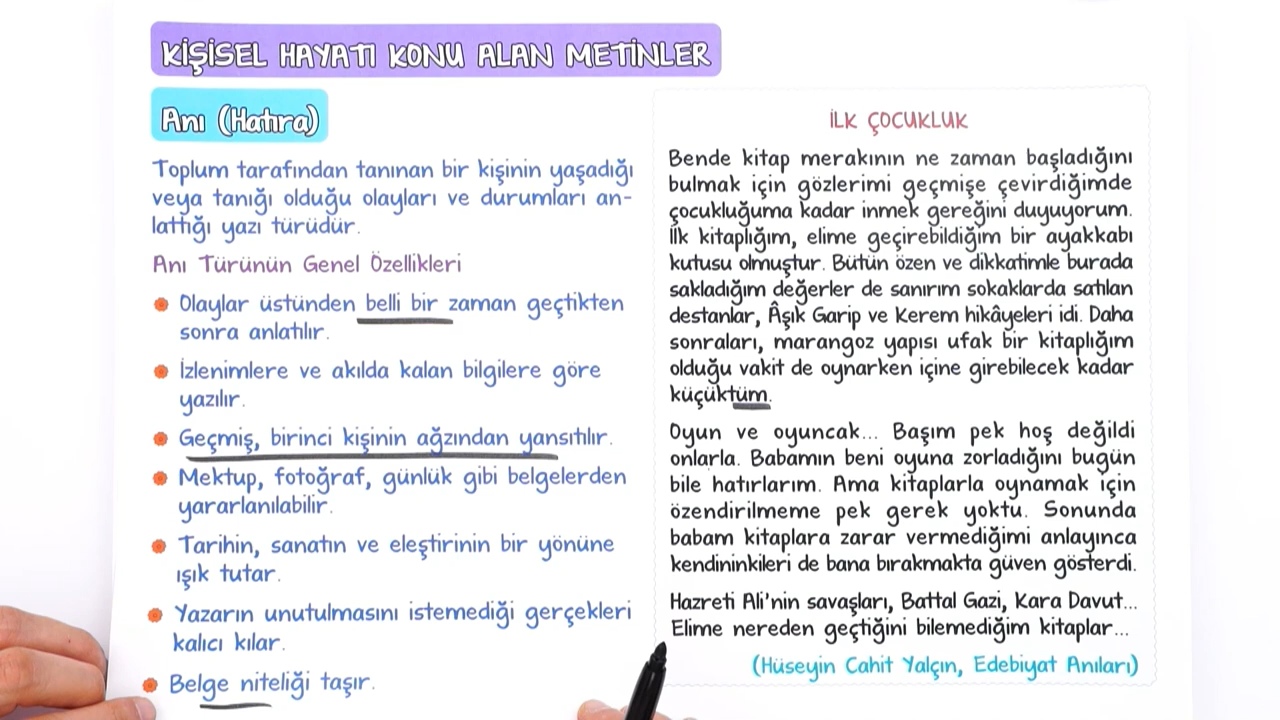 KİŞİSEL HAYATI KONU ALAN METİNLER
Anı (Hatıra)
Toplum tarafından tanınan bir kişinin yaşadığı
veya tanığı olduğu olayları ve durumları an-
lattığı yazı türüdür.
Anı Türünün Genel Özellikleri
Olaylar üstünden belli bir zaman geçtikten
sonra anlatılır.
İzlenimlere ve akılda kalan bilgilere göre
yazılır.
Geçmiş, birinci kişinin ağzından yansıtılır.
Mektup, fotoğraf, günlük gibi belgelerden
yararlanılabilir.
Tarihin, sanatın ve eleştirinin bir yönüne
ışık tutar.
Yazarın unutulmasını istemediği gerçekleri
kalıcı kılar.
Belge niteliği taşır.
İLK ÇOCUKLUK
Bende kitap merakının ne zaman başladığını
bulmak için gözlerimi geçmişe çevirdiğimde
çocukluğuma kadar inmek gereğini duyuyorum.
İlk kitaplığım, elime geçirebildiğim bir ayakkabı
kutusu olmuştur. Bütün özen ve dikkatimle burada
sakladığım değerler de sanırım sokaklarda satılan
destanlar, Âşık Garip ve Kerem hikâyeleri idi. Daha
sonraları, marangoz yapısı ufak bir kitaplığım
olduğu vakit de oynarken içine girebilecek kadar
küçüktüm.
Oyun ve oyuncak... Başım pek hoş değildi
onlarla. Babamın beni oyuna zorladığını bugün
bile hatırlarım. Ama kitaplarla oynamak için
özendirilmeme pek gerek yoktu. Sonunda
babam kitaplara zarar vermediğimi anlayınca
kendininkileri de bana bırakmakta güven gösterdi.
Hazreti Ali'nin savaşları, Battal Gazi, Kara Davut...
Elime nereden geçtiğini bilemediğim kitaplar...
(Hüseyin Cahit Yalçın, Edebiyat Anıları)